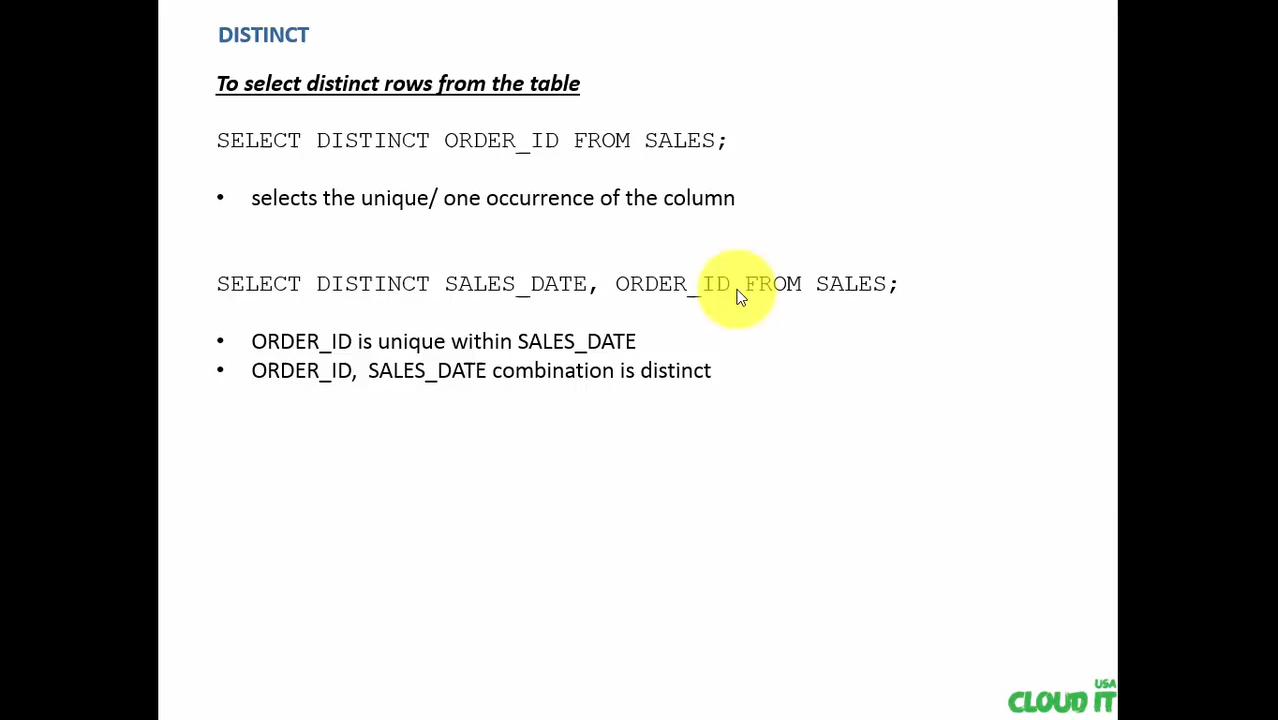 DISTINCT
To select distinct rows from the table
SELECT DISTINCT ORDER_ID FROM SALES;
• selects the unique/ one occurrence of the column
SELECT DISTINCT SALES_DATE, ORDER_ID FROM SALES;
• ORDER_ID is unique within SALES_DATE
• ORDER_ID,  SALES_DATE combination is distinct
USA
CLOUD IT